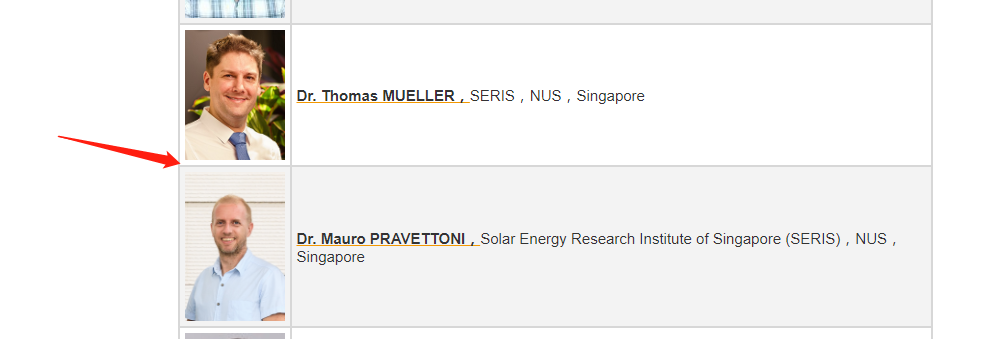 Dr. Thomas MUELLER，SERIS，NUS，Singapore
Dr. Mauro PRAVETTONI，Solar Energy Research Institute of Singapore (SERIS)，NUS，
Singapore